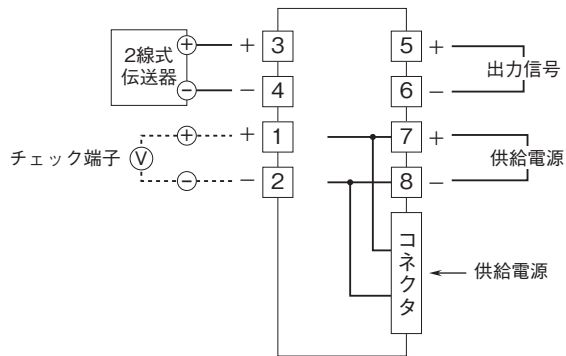 2線式
伝送器
+
−
+ 3
− 4
チェック端子
V
+
−
+ 1
− 2
5 +
6 −
出力信号
7 +
8 −
供給電源
コネクタ
供給電源